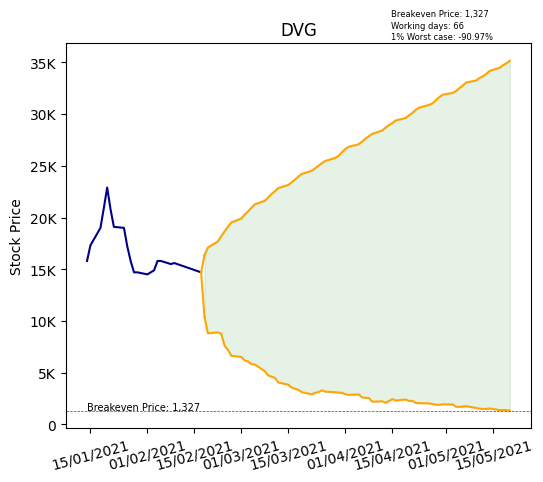 Breakeven Price: 1,327
Working days: 66
1% Worst case: -90.97%
DVG
Stock Price
35K
30K
25K
20K
15K
10K
5K
0
Breakeven Price: 1,327
15/01/2021
01/02/2021
15/02/2021
01/03/2021
15/03/2021
01/04/2021
15/04/2021
01/05/2021
15/05/2021